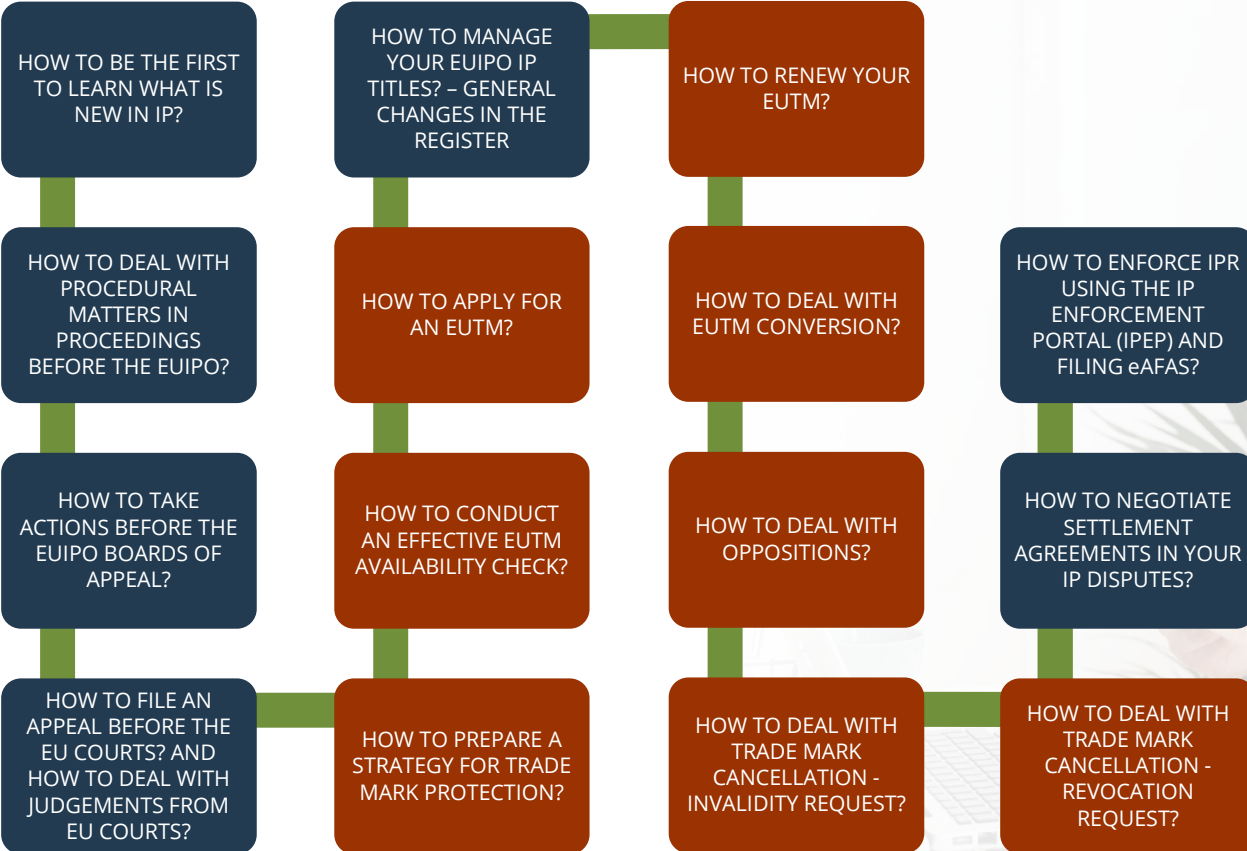 HOW TO BE THE FIRST
TO LEARN WHAT IS
NEW IN IP?
HOW TO DEAL WITH
PROCEDURAL
MATTERS IN
PROCEEDINGS
BEFORE THE EUIPO?
HOW TO TAKE
ACTIONS BEFORE THE
EUIPO BOARDS OF
APPEAL?
HOW TO FILE AN
APPEAL BEFORE THE
EU COURTS? AND
HOW TO DEAL WITH
JUDGEMENTS FROM
EU COURTS?
HOW TO PREPARE A
STRATEGY FOR TRADE
MARK PROTECTION?
HOW TO CONDUCT
AN EFFECTIVE EUTM
AVAILABILITY CHECK?
HOW TO APPLY FOR
AN EUTM?
HOW TO MANAGE
YOUR EUIPO IP
TITLES? – GENERAL
CHANGES IN THE
REGISTER
HOW TO RENEW YOUR
EUTM?
HOW TO DEAL WITH
EUTM CONVERSION?
HOW TO DEAL WITH
OPPOSITIONS?
HOW TO DEAL WITH
TRADE MARK
CANCELLATION -
INVALIDITY REQUEST?
HOW TO DEAL WITH
TRADE MARK
CANCELLATION -
REVOCATION
REQUEST?
HOW TO NEGOTIATE
SETTLEMENT
AGREEMENTS IN YOUR
IP DISPUTES?
HOW TO ENFORCE IPR
USING THE IP
ENFORCEMENT
PORTAL (IPEP) AND
FILING eAFAS?